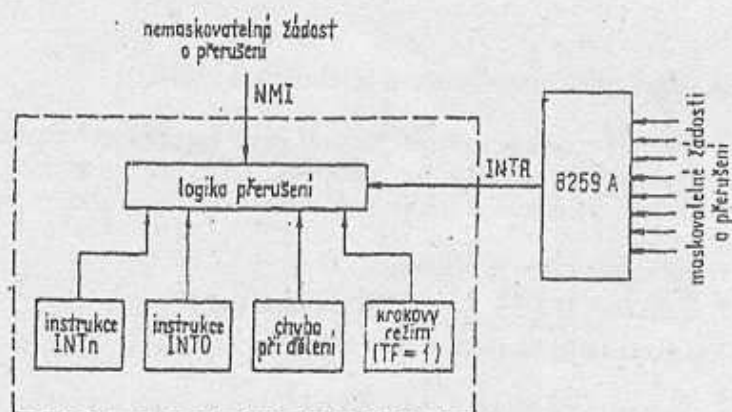 nemaskovatelná žádost
o přerušení
NMI
logika přerušení
INTR
8259 A
maskovatelné žádosti
o přerušení
instrukce
INTn
instrukce
INTO
chyba
při dělení
krokový
režim
(TF = 1)